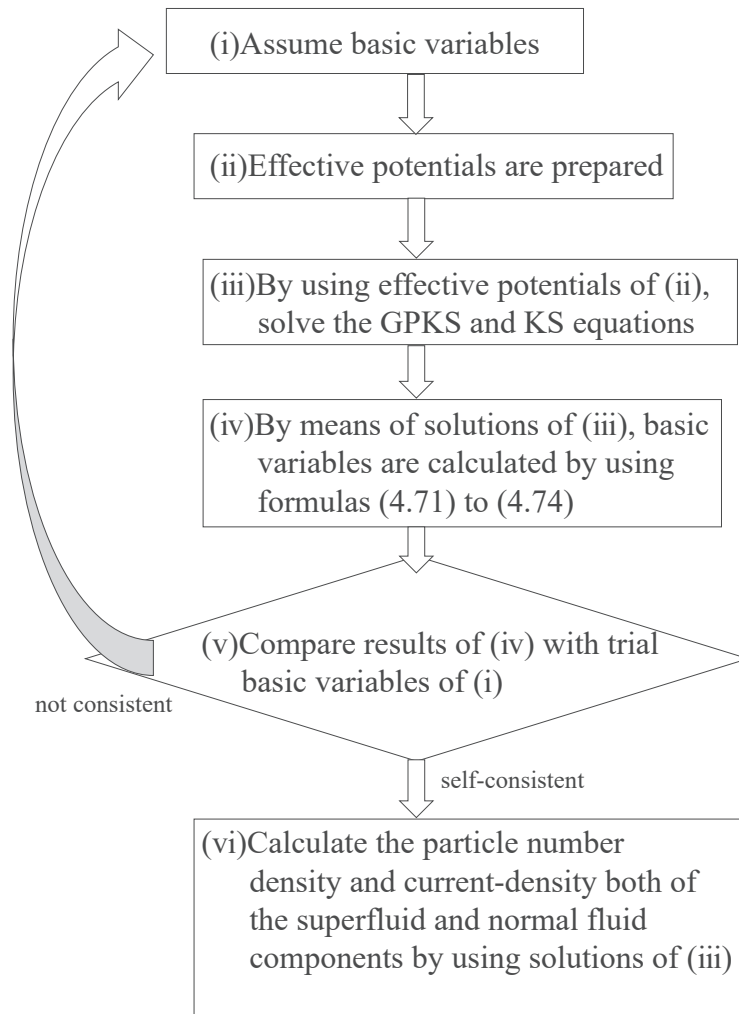 (i)Assume basic variables
(ii)Effective potentials are prepared
(iii)By using effective potentials of (ii),
solve the GPKS and KS equations
(iv)By means of solutions of (iii), basic
variables are calculated by using
formulas (4.71) to (4.74)
(v)Compare results of (iv) with trial
basic variables of (i)
not consistent
self-consistent
(vi)Calculate the particle number
density and current-density both of
the superfluid and normal fluid
components by using solutions of (iii)